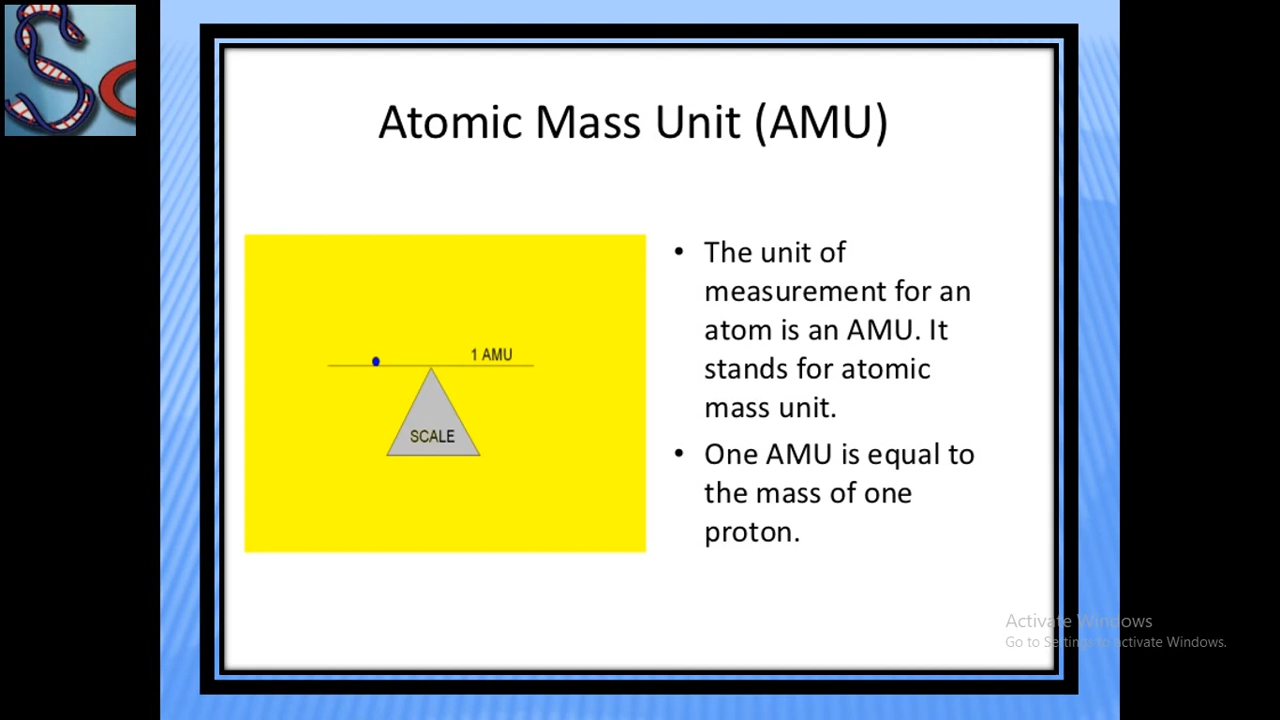 Atomic Mass Unit (AMU)
1 AMU
SCALE
• The unit of
measurement for an
atom is an AMU. It
stands for atomic
mass unit.
• One AMU is equal to
the mass of one
proton.
Activate Windows
Go to Settings to activate Windows.